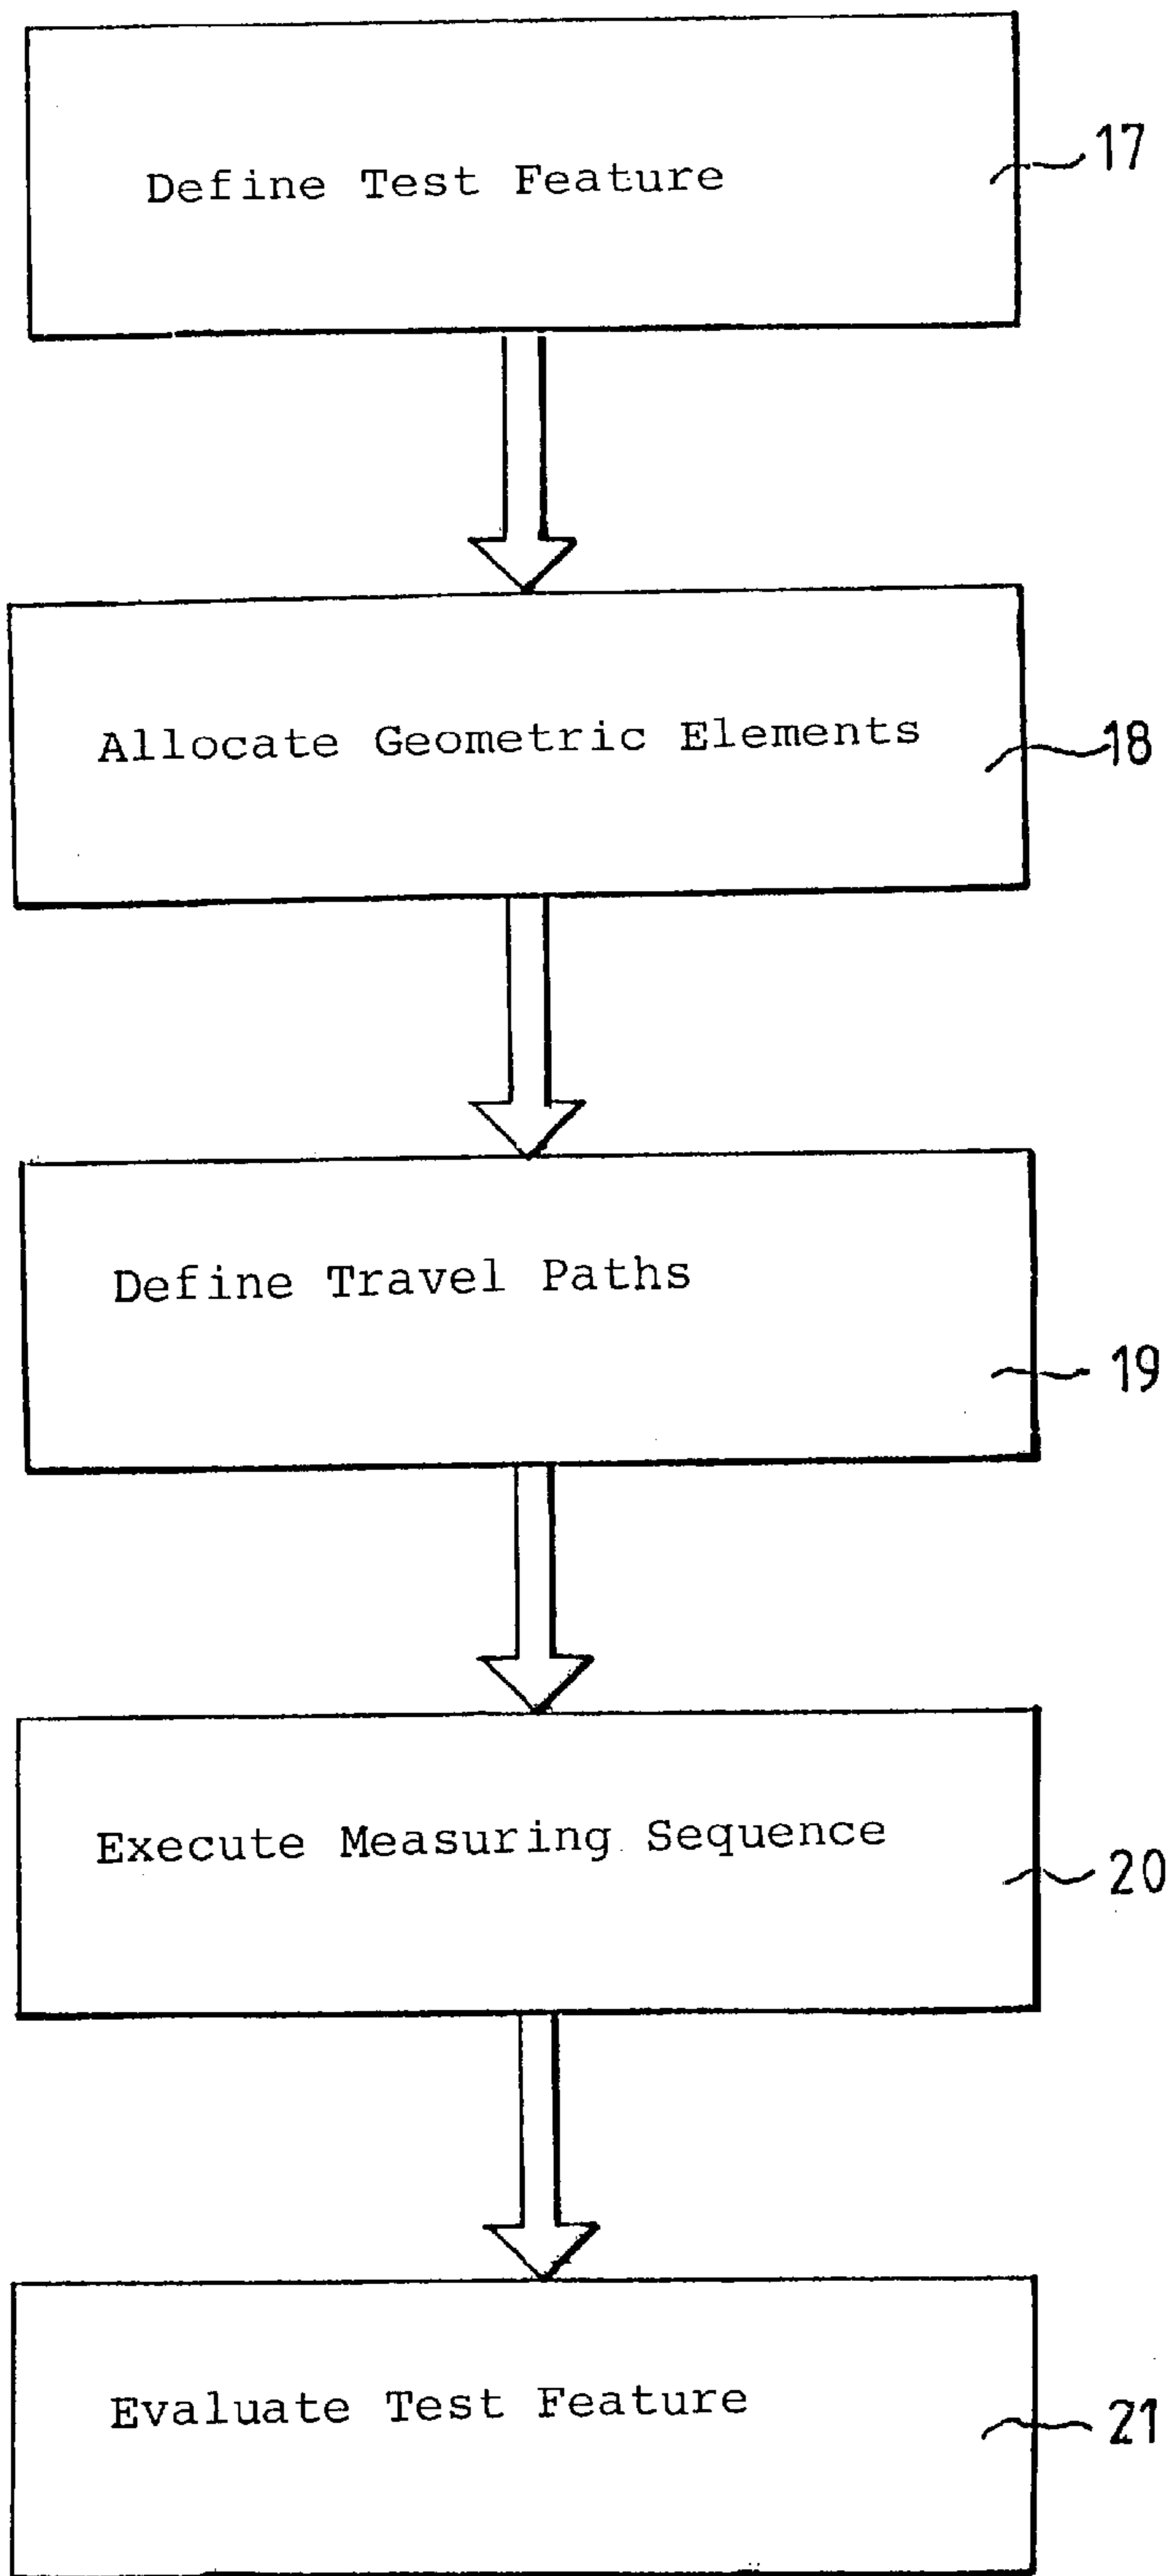 Define Test Feature
17
Allocate Geometric Elements
18
Define Travel Paths
19
Execute Measuring Sequence
20
Evaluate Test Feature
21